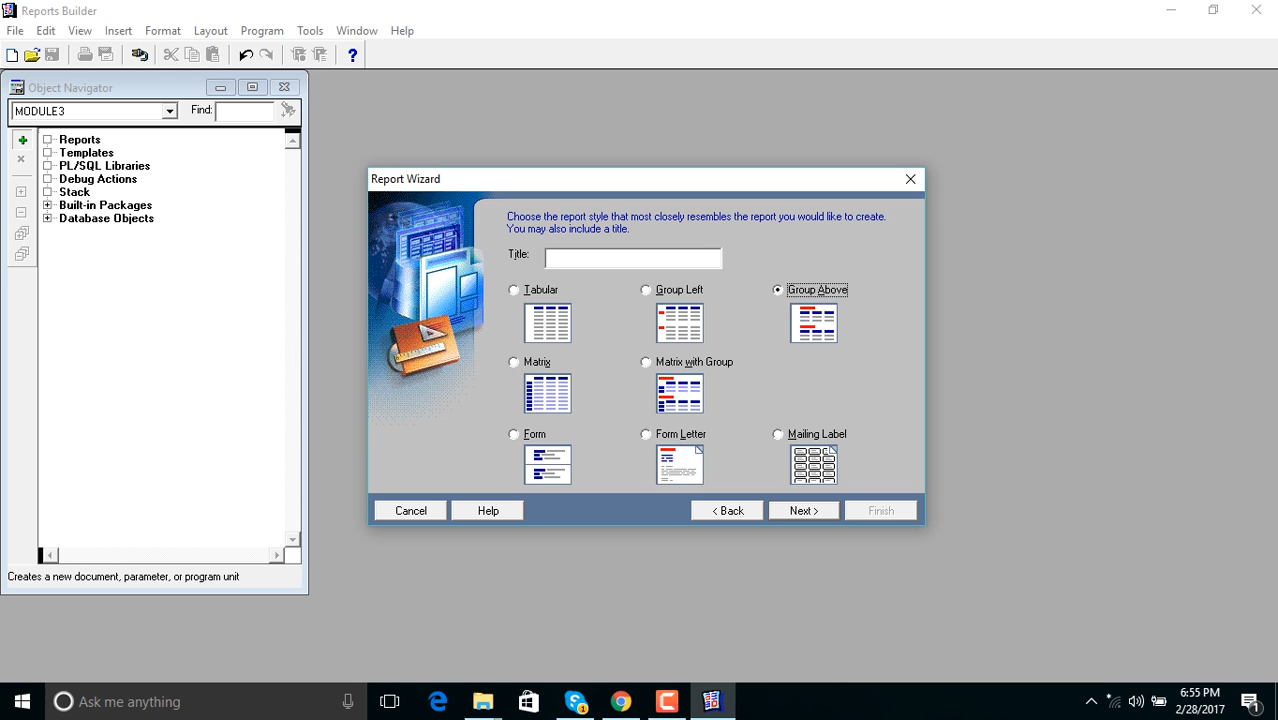 Reports Builder
File Edit View Insert Format Layout Program Tools Window Help
Object Navigator
MODULE3 Find:
Reports
Templates
PL/SQL Libraries
Debug Actions
Stack
Built-in Packages
Database Objects
Creates a new document, parameter, or program unit
Report Wizard
Choose the report style that most closely resembles the report you would like to create.
You may also include a title.
Title:
Tabular Group Left Group Above
Matrix Matrix with Group
Form Form Letter Mailing Label
Cancel Help < Back Next > Finish
Ask me anything
6:55 PM
2/28/2017